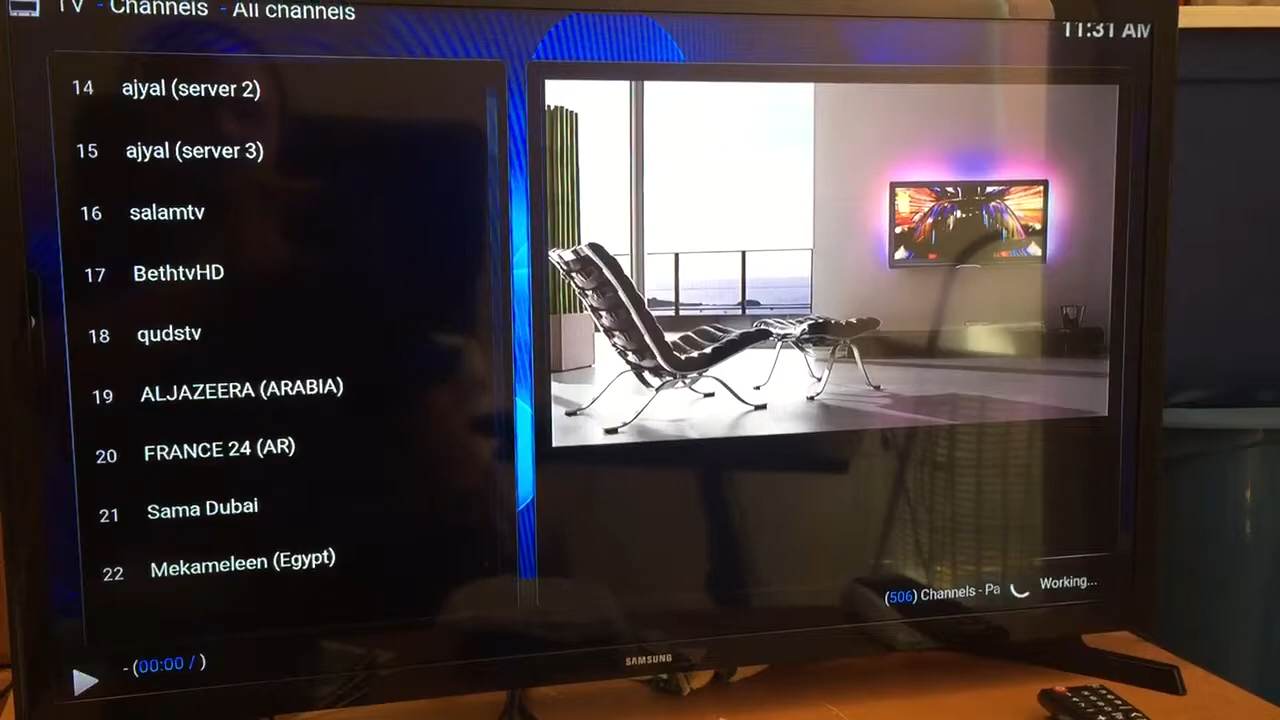 TV - Channels - All channels
11:31 AM
14 ajyal (server 2)
15 ajyal (server 3)
16 salamtv
17 BethtvHD
18 qudstv
19 ALJAZEERA (ARABIA)
20 FRANCE 24 (AR)
21 Sama Dubai
22 Mekameleen (Egypt)
(506) Channels - Pa
Working...
- (00:00 / )
SAMSUNG